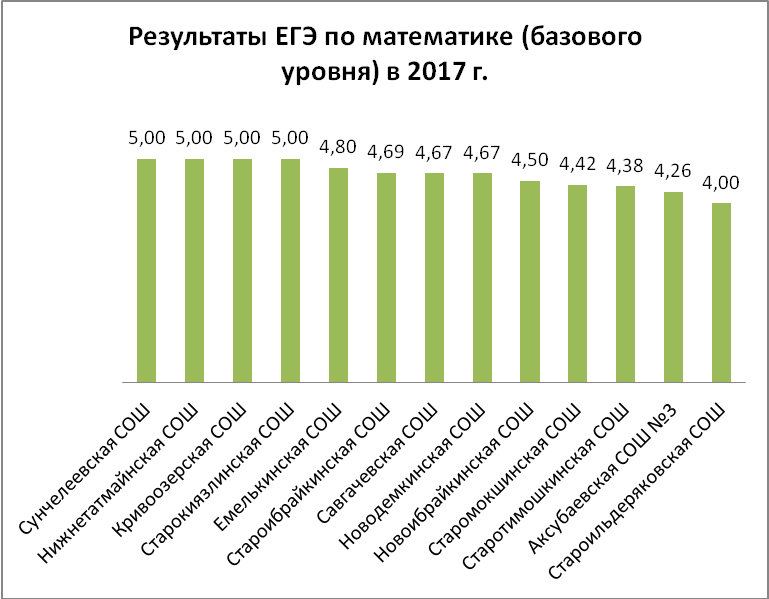 Результаты ЕГЭ по математике (базового
уровня) в 2017 г.
5,00 5,00 5,00 5,00 4,80 4,69 4,67 4,67 4,50 4,42 4,38 4,26 4,00
Сунчелеевская СОШ
Нижнетатмайнская СОШ
Кривоозерская СОШ
Старокиязлинская СОШ
Емелькинская СОШ
Староибрайкинская СОШ
Савгачевская СОШ
Новодемкинская СОШ
Новоибрайкинская СОШ
Старомокшинская СОШ
Старотимошкинская СОШ
Аксубаевская СОШ №3
Староильдеряковская СОШ